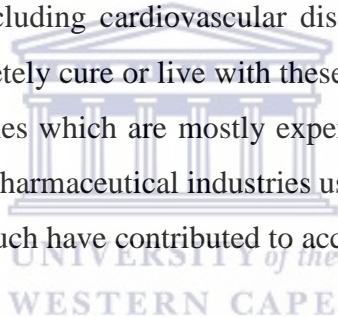 cluding cardiovascular dis
etely cure or live with these
es which are mostly exper
harmaceutical industries us
uch have contributed to acc
UNIVERSITY of the
WESTERN CAPE